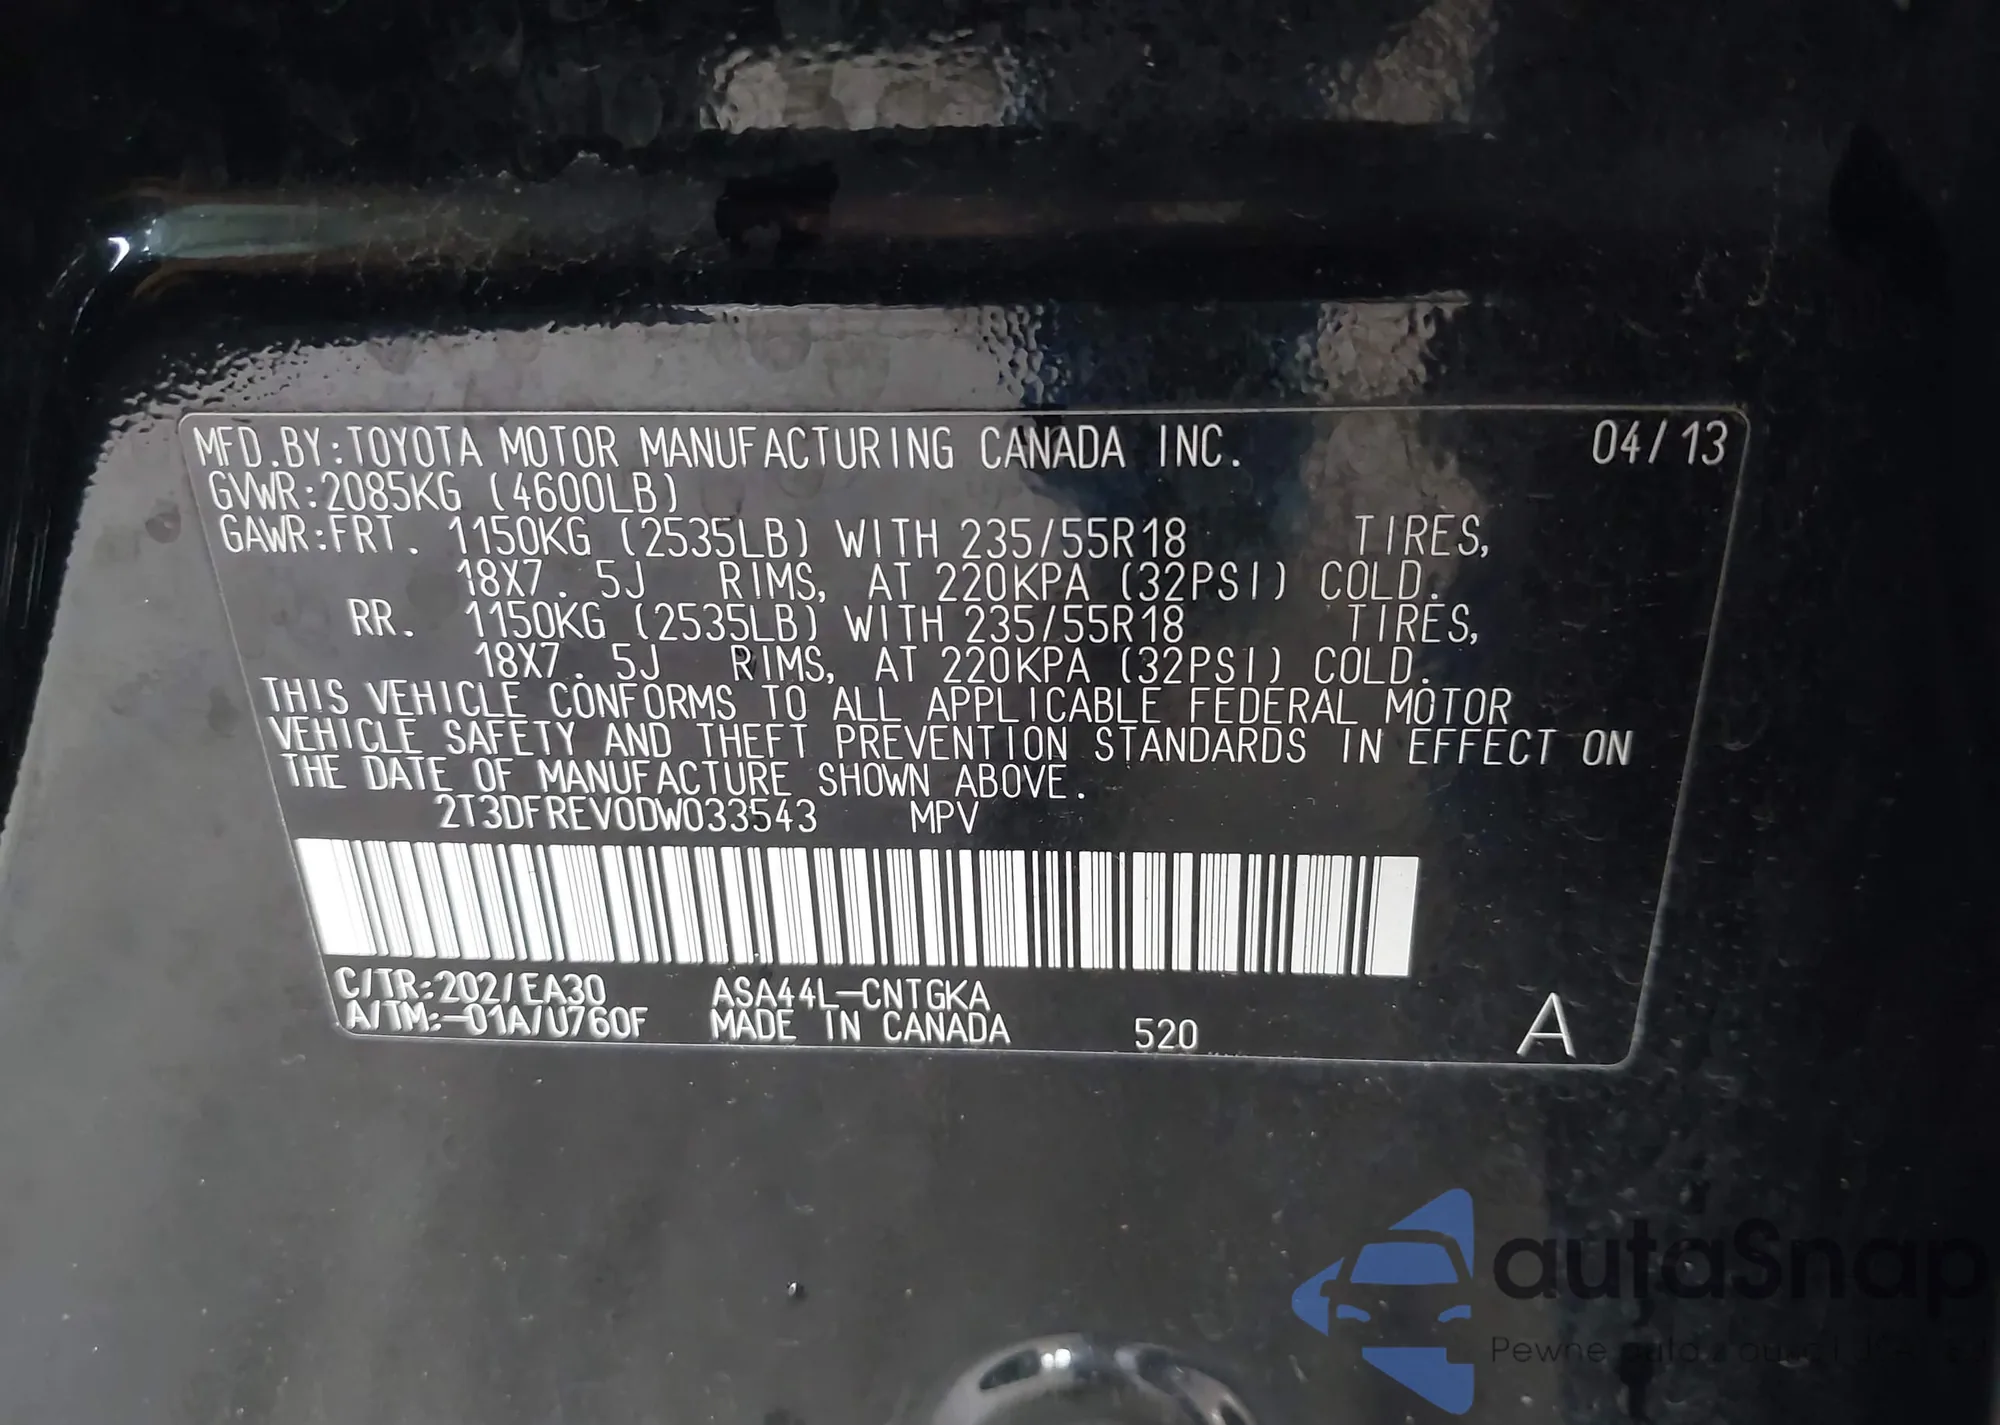 MFD.BY:TOYOTA MOTOR MANUFACTURING CANADA INC. 04/13
GVWR:2085KG (4600LB)
GAWR:FRT. 1150KG (2535LB) WITH 235/55R18 TIRES,
18X7.5J RIMS, AT 220KPA (32PSI) COLD.
RR. 1150KG (2535LB) WITH 235/55R18 TIRES,
18X7.5J RIMS, AT 220KPA (32PSI) COLD.
THIS VEHICLE CONFORMS TO ALL APPLICABLE FEDERAL MOTOR
VEHICLE SAFETY AND THEFT PREVENTION STANDARDS IN EFFECT ON
THE DATE OF MANUFACTURE SHOWN ABOVE.
2T3DFREV0DW033543 MPV
C/TR:202/EA30 ASA44L-CNTGKA
A/TM:-01A/U760F MADE IN CANADA 520 A
autaSnap
Pewne auta z